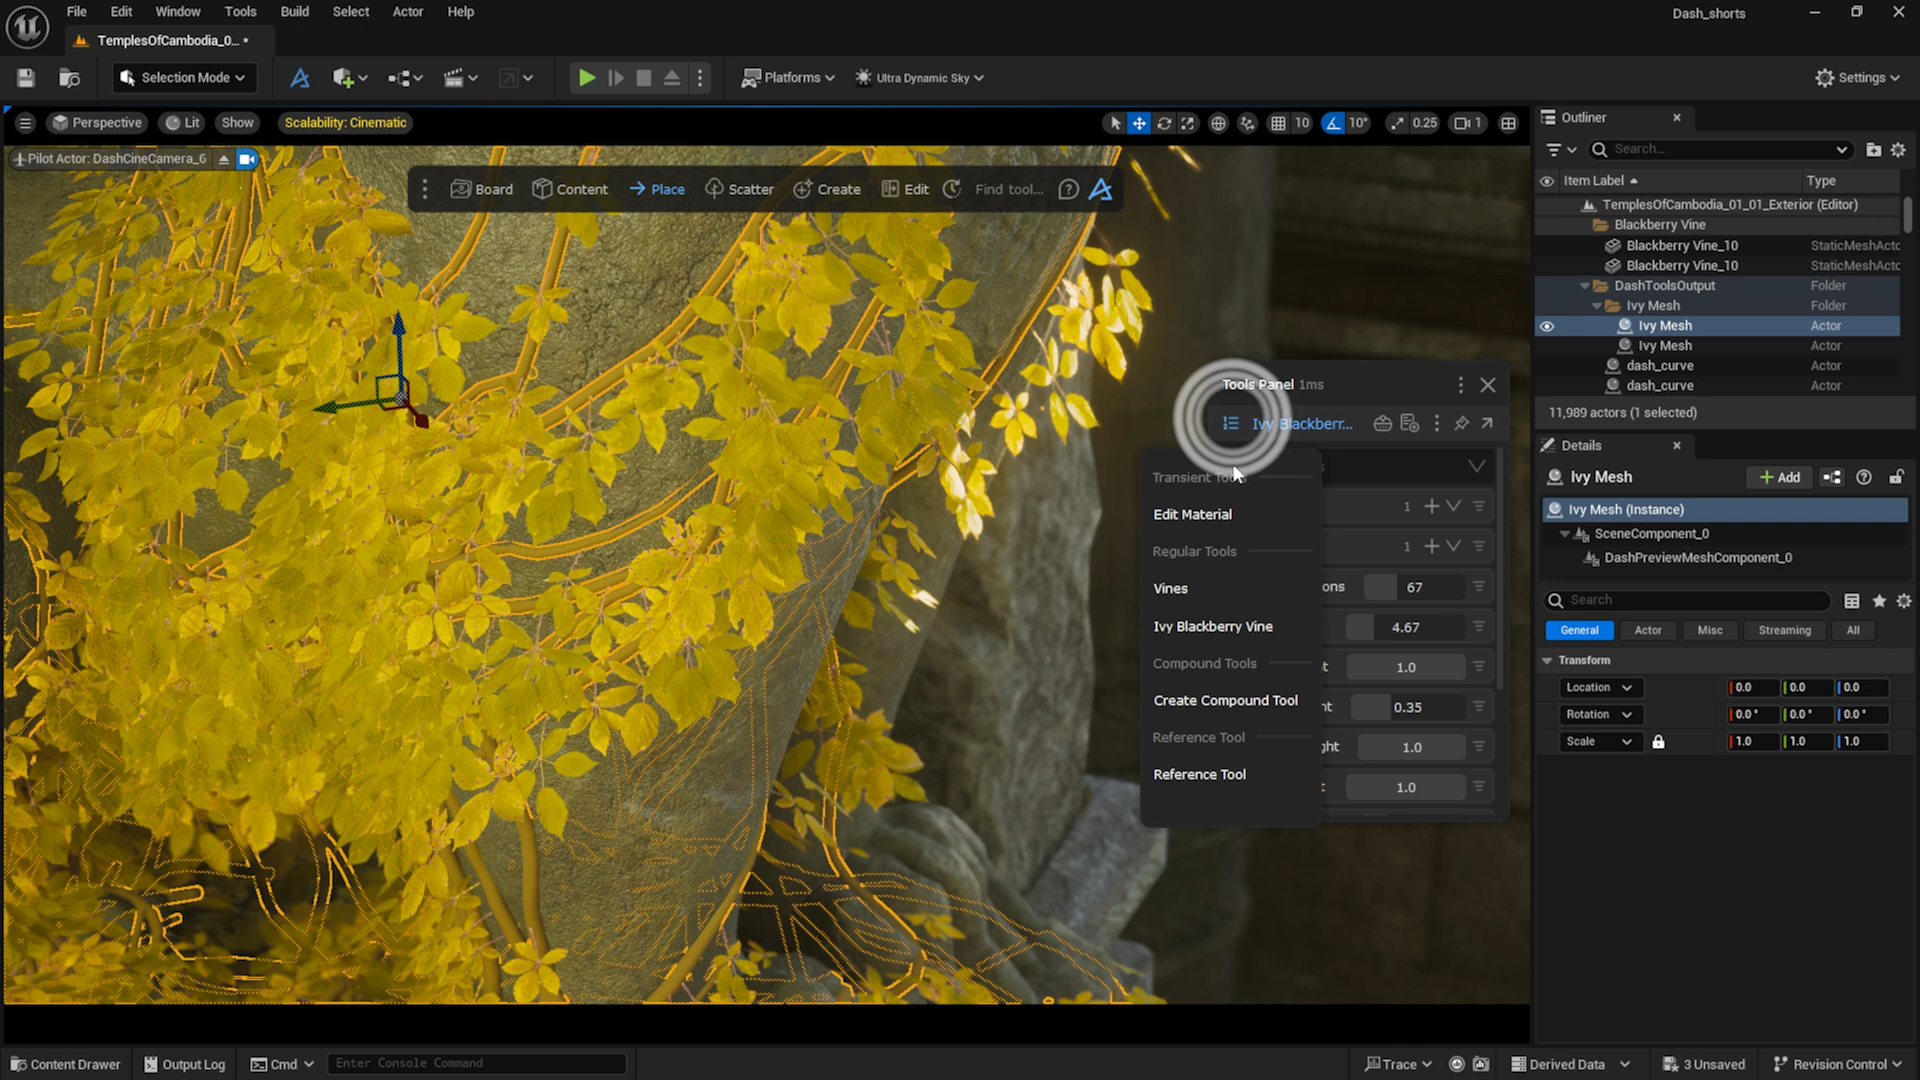 File Edit Window Tools Build Select Actor Help
Dash_shorts
TemplesOfCambodia_0... •
Selection Mode
Platforms
Ultra Dynamic Sky
Settings
Perspective Lit Show Scalability: Cinematic
10 10° 0.25 1
Pilot Actor: DashCineCamera_6
Board Content Place Scatter Create Edit Find tool...
Tools Panel 1ms
Ivy Blackberr...
Transient Tools
Edit Material
Regular Tools
Vines
Ivy Blackberry Vine
Compound Tools
Create Compound Tool
Reference Tool
Reference Tool
1
1
ons 67
4.67
t 1.0
nt 0.35
ght 1.0
t 1.0
Outliner
Search...
Item Label Type
TemplesOfCambodia_01_01_Exterior (Editor)
Blackberry Vine
Blackberry Vine_10 StaticMeshActo
Blackberry Vine_10 StaticMeshActo
DashToolsOutput Folder
Ivy Mesh Folder
Ivy Mesh Actor
Ivy Mesh Actor
dash_curve Actor
dash_curve Actor
11,989 actors (1 selected)
Details
Ivy Mesh Add
Ivy Mesh (Instance)
SceneComponent_0
DashPreviewMeshComponent_0
Search
General Actor Misc Streaming All
Transform
Location 0.0 0.0 0.0
Rotation 0.0° 0.0° 0.0°
Scale 1.0 1.0 1.0
Content Drawer Output Log Cmd Enter Console Command
Trace Derived Data 3 Unsaved Revision Control